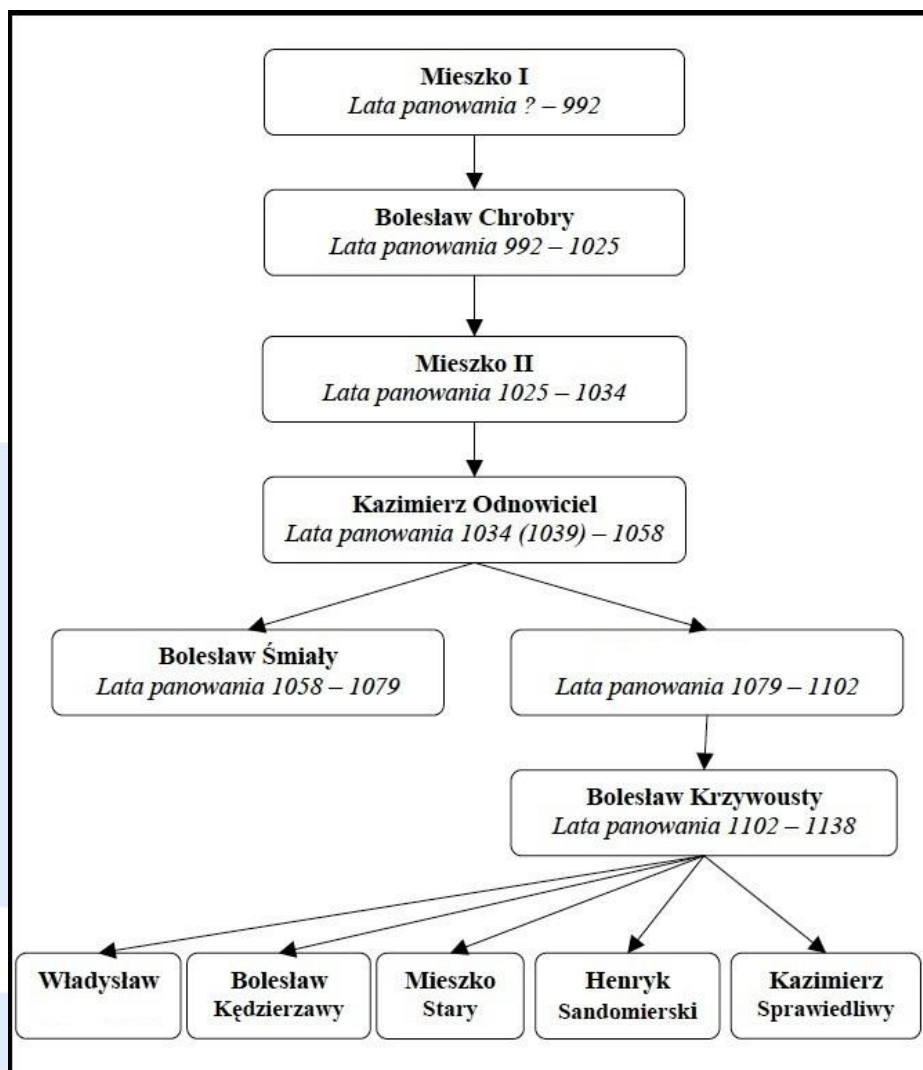 Mieszko I
Lata panowania ? – 992
Bolesław Chrobry
Lata panowania 992 – 1025
Mieszko II
Lata panowania 1025 – 1034
Kazimierz Odnowiciel
Lata panowania 1034 (1039) – 1058
Bolesław Śmiały
Lata panowania 1058 – 1079
Lata panowania 1079 – 1102
Bolesław Krzywousty
Lata panowania 1102 – 1138
Władysław
Bolesław
Kędzierzawy
Mieszko
Stary
Henryk
Sandomierski
Kazimierz
Sprawiedliwy